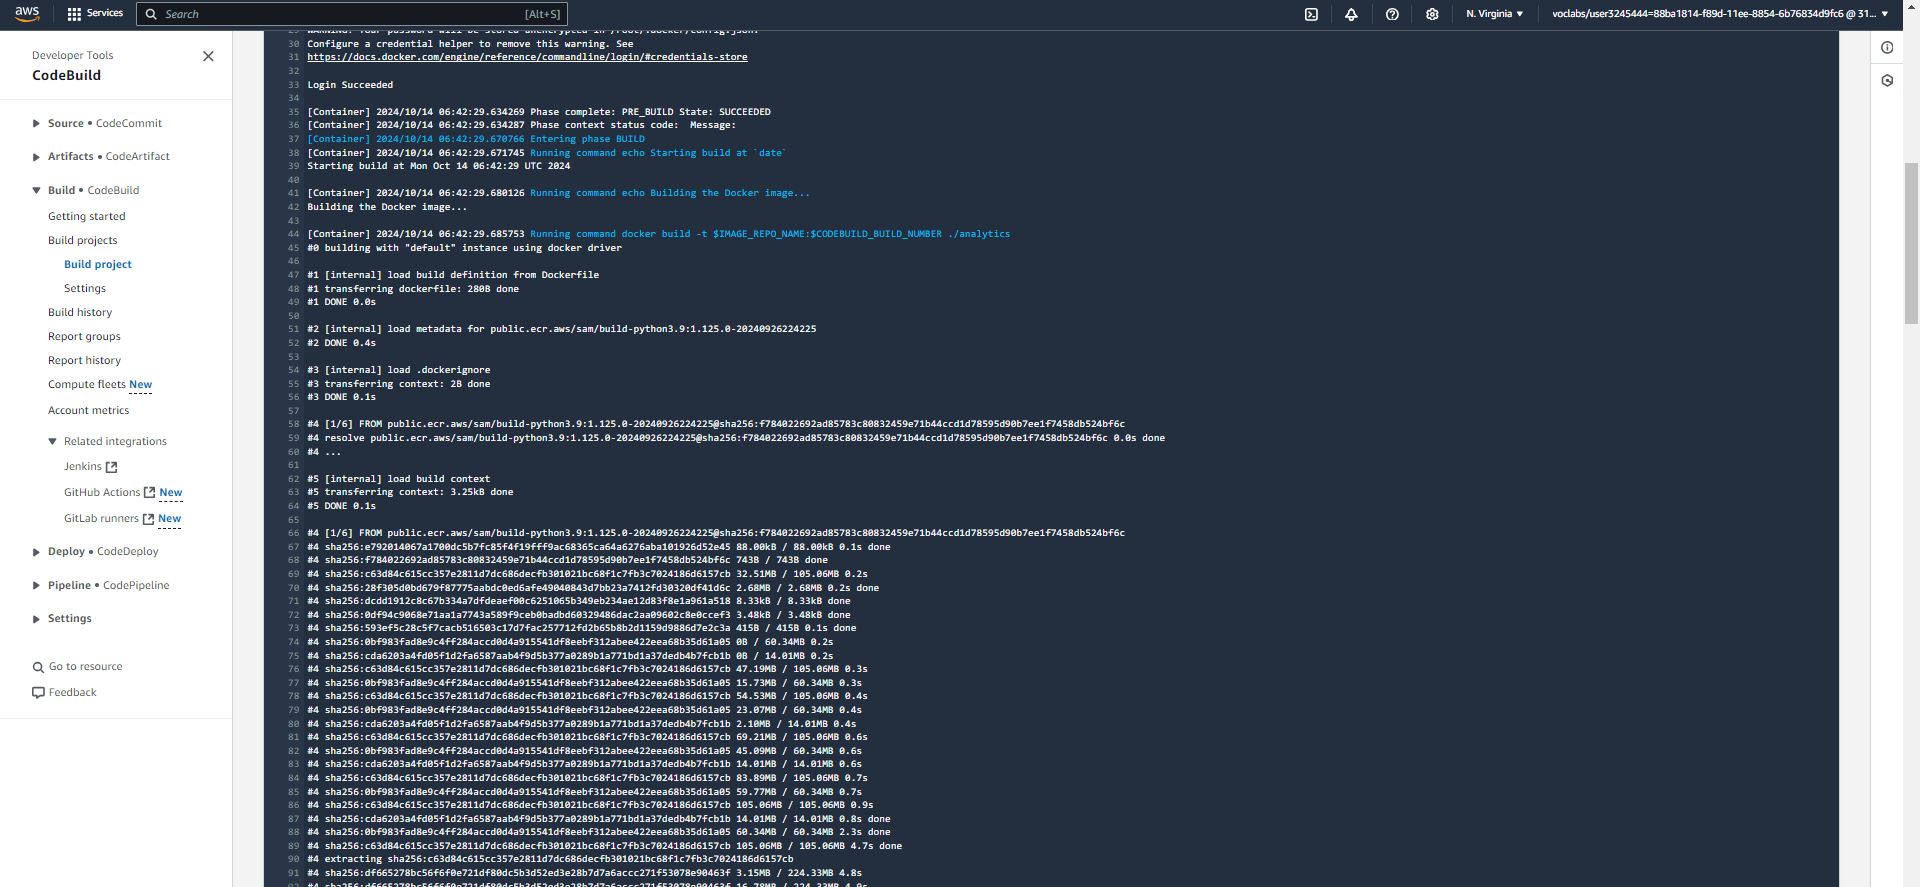 aws
Services
Search
[Alt+S]
N. Virginia
voclabs/user3245444=88ba1814-f89d-11ee-8854-6b76834d9fc6 @ 31...
Developer Tools
CodeBuild
Source • CodeCommit
Artifacts • CodeArtifact
Build • CodeBuild
Getting started
Build projects
Build project
Settings
Build history
Report groups
Report history
Compute fleets New
Account metrics
Related integrations
Jenkins
GitHub Actions New
GitLab runners New
Deploy • CodeDeploy
Pipeline • CodePipeline
Settings
Go to resource
Feedback
29 WARNING! Your password will be stored unencrypted in /root/.docker/config.json.
30 Configure a credential helper to remove this warning. See
31 https://docs.docker.com/engine/reference/commandline/login/#credentials-store
32
33 Login Succeeded
34
35 [Container] 2024/10/14 06:42:29.634269 Phase complete: PRE_BUILD State: SUCCEEDED
36 [Container] 2024/10/14 06:42:29.634287 Phase context status code:  Message:
37 [Container] 2024/10/14 06:42:29.670766 Entering phase BUILD
38 [Container] 2024/10/14 06:42:29.671745 Running command echo Starting build at `date`
39 Starting build at Mon Oct 14 06:42:29 UTC 2024
40
41 [Container] 2024/10/14 06:42:29.680126 Running command echo Building the Docker image...
42 Building the Docker image...
43
44 [Container] 2024/10/14 06:42:29.685753 Running command docker build -t $IMAGE_REPO_NAME:$CODEBUILD_BUILD_NUMBER ./analytics
45 #0 building with "default" instance using docker driver
46
47 #1 [internal] load build definition from Dockerfile
48 #1 transferring dockerfile: 280B done
49 #1 DONE 0.0s
50
51 #2 [internal] load metadata for public.ecr.aws/sam/build-python3.9:1.125.0-20240926224225
52 #2 DONE 0.4s
53
54 #3 [internal] load .dockerignore
55 #3 transferring context: 2B done
56 #3 DONE 0.1s
57
58 #4 [1/6] FROM public.ecr.aws/sam/build-python3.9:1.125.0-20240926224225@sha256:f784022692ad85783c80832459e71b44ccd1d78595d90b7ee1f7458db524bf6c
59 #4 resolve public.ecr.aws/sam/build-python3.9:1.125.0-20240926224225@sha256:f784022692ad85783c80832459e71b44ccd1d78595d90b7ee1f7458db524bf6c 0.0s done
60 #4 ...
61
62 #5 [internal] load build context
63 #5 transferring context: 3.25kB done
64 #5 DONE 0.1s
65
66 #4 [1/6] FROM public.ecr.aws/sam/build-python3.9:1.125.0-20240926224225@sha256:f784022692ad85783c80832459e71b44ccd1d78595d90b7ee1f7458db524bf6c
67 #4 sha256:e792014067a1700dc5b7fc85f4f19fff9ac68365ca64a6276aba101926d52e45 88.00kB / 88.00kB 0.1s done
68 #4 sha256:f784022692ad85783c80832459e71b44ccd1d78595d90b7ee1f7458db524bf6c 743B / 743B done
69 #4 sha256:c63d84c615cc357e2811d7dc686decfb301021bc68f1c7fb3c7024186d6157cb 32.51MB / 105.06MB 0.2s
70 #4 sha256:28f305d0bd679f87775aabdc0ed6afe49040843d7bb23a7412fd30320df41d6c 2.68MB / 2.68MB 0.2s done
71 #4 sha256:dcdd1912c8c67b334a7dfdeaef00c6251065b349eb234ae12d83f8e1a961a518 8.33kB / 8.33kB done
72 #4 sha256:0df94c9068e71aa1a7743a589f9ceb0badbd60329486dac2aa09602c8e0ccef3 3.48kB / 3.48kB done
73 #4 sha256:593ef5c28c5f7cacb516503c17d7fac257712fd2b65b8b2d1159d9886d7e2c3a 415B / 415B 0.1s done
74 #4 sha256:0bf983fad8e9c4ff284accd0d4a915541df8eebf312abee422eea68b35d61a05 0B / 60.34MB 0.2s
75 #4 sha256:cda6203a4fd05f1d2fa6587aab4f9d5b377a0289b1a771bd1a37dedb4b7fcb1b 0B / 14.01MB 0.2s
76 #4 sha256:c63d84c615cc357e2811d7dc686decfb301021bc68f1c7fb3c7024186d6157cb 47.19MB / 105.06MB 0.3s
77 #4 sha256:0bf983fad8e9c4ff284accd0d4a915541df8eebf312abee422eea68b35d61a05 15.73MB / 60.34MB 0.3s
78 #4 sha256:c63d84c615cc357e2811d7dc686decfb301021bc68f1c7fb3c7024186d6157cb 54.53MB / 105.06MB 0.4s
79 #4 sha256:0bf983fad8e9c4ff284accd0d4a915541df8eebf312abee422eea68b35d61a05 23.07MB / 60.34MB 0.4s
80 #4 sha256:cda6203a4fd05f1d2fa6587aab4f9d5b377a0289b1a771bd1a37dedb4b7fcb1b 2.10MB / 14.01MB 0.4s
81 #4 sha256:c63d84c615cc357e2811d7dc686decfb301021bc68f1c7fb3c7024186d6157cb 69.21MB / 105.06MB 0.6s
82 #4 sha256:0bf983fad8e9c4ff284accd0d4a915541df8eebf312abee422eea68b35d61a05 45.09MB / 60.34MB 0.6s
83 #4 sha256:cda6203a4fd05f1d2fa6587aab4f9d5b377a0289b1a771bd1a37dedb4b7fcb1b 14.01MB / 14.01MB 0.6s
84 #4 sha256:c63d84c615cc357e2811d7dc686decfb301021bc68f1c7fb3c7024186d6157cb 83.89MB / 105.06MB 0.7s
85 #4 sha256:0bf983fad8e9c4ff284accd0d4a915541df8eebf312abee422eea68b35d61a05 59.77MB / 60.34MB 0.7s
86 #4 sha256:c63d84c615cc357e2811d7dc686decfb301021bc68f1c7fb3c7024186d6157cb 105.06MB / 105.06MB 0.9s
87 #4 sha256:cda6203a4fd05f1d2fa6587aab4f9d5b377a0289b1a771bd1a37dedb4b7fcb1b 14.01MB / 14.01MB 0.8s done
88 #4 sha256:0bf983fad8e9c4ff284accd0d4a915541df8eebf312abee422eea68b35d61a05 60.34MB / 60.34MB 2.3s done
89 #4 sha256:c63d84c615cc357e2811d7dc686decfb301021bc68f1c7fb3c7024186d6157cb 105.06MB / 105.06MB 4.7s done
90 #4 extracting sha256:c63d84c615cc357e2811d7dc686decfb301021bc68f1c7fb3c7024186d6157cb
91 #4 sha256:df665278bc56f6f0e721df80dc5b3d52ed3e28b7d7a6accc271f53078e90463f 3.15MB / 224.33MB 4.8s
92 #4 sha256:df665278bc56f6f0e721df80dc5b3d52ed3e28b7d7a6accc271f53078e90463f 16.78MB / 224.33MB 4.9s